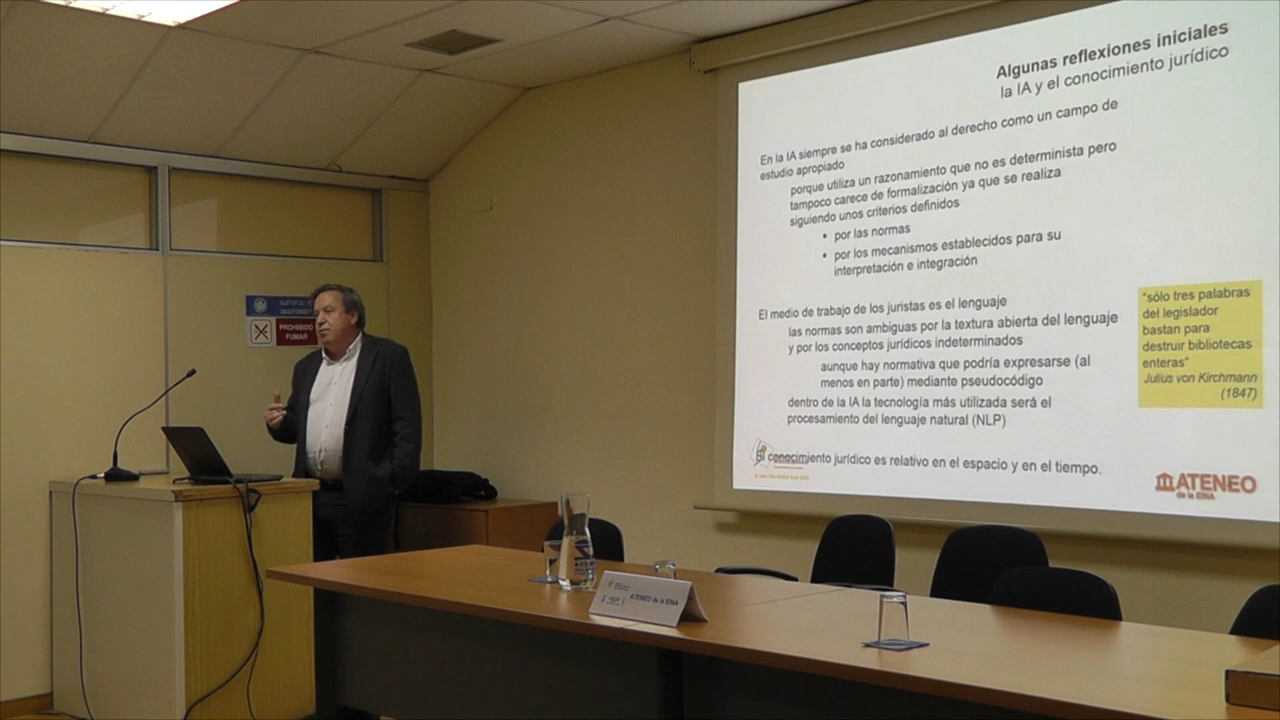 Algunas reflexiones iniciales
la IA y el conocimiento jurídico
En la IA siempre se ha considerado al derecho como un campo de
estudio apropiado
porque utiliza un razonamiento que no es determinista pero
tampoco carece de formalización ya que se realiza
siguiendo unos criterios definidos
• por las normas
• por los mecanismos establecidos para su
interpretación e integración
El medio de trabajo de los juristas es el lenguaje
las normas son ambiguas por la textura abierta del lenguaje
y por los conceptos jurídicos indeterminados
aunque hay normativa que podría expresarse (al
menos en parte) mediante pseudocódigo
dentro de la IA la tecnología más utilizada será el
procesamiento del lenguaje natural (NLP)
El conocimiento jurídico es relativo en el espacio y en el tiempo.
“sólo tres palabras
del legislador
bastan para
destruir bibliotecas
enteras“
Julius von Kirchmann
(1847)
ATENEO
de la EINA
PROHIBIDO
FUMAR
ATENEO de la EINA